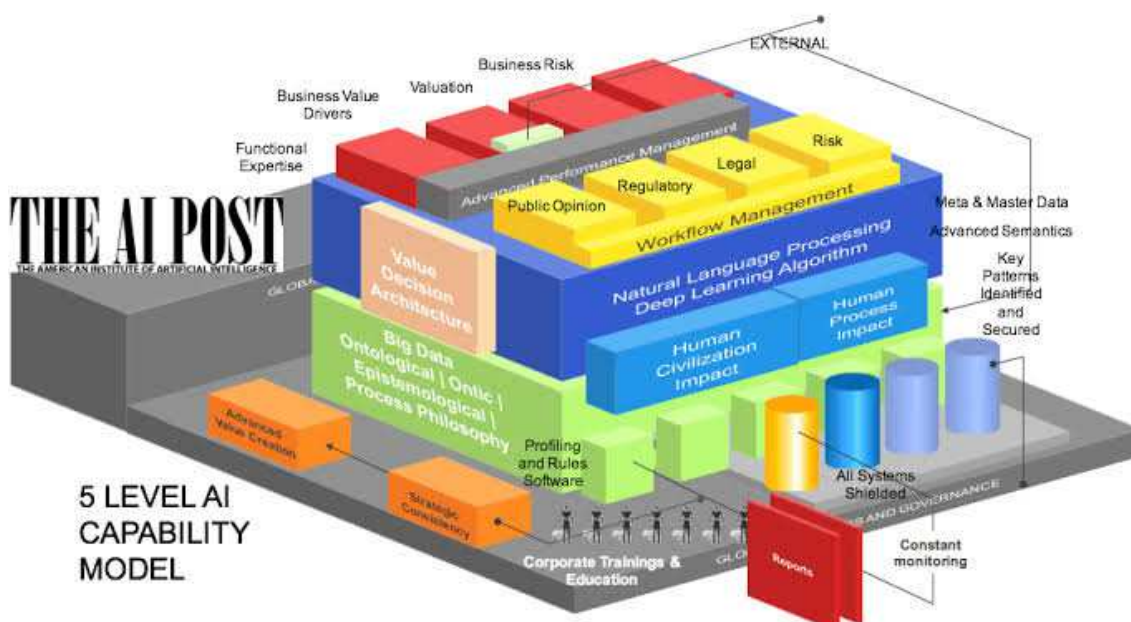 EXTERNAL
Business Risk
Valuation
Business Value
Drivers
Functional
Expertise
Advanced Performance Management
Risk
Legal
Regulatory
Public Opinion
Workflow Management
THE AI POST
THE AMERICAN INSTITUTE OF ARTIFICIAL INTELLIGENCE
Meta & Master Data
Advanced Semantics
Key
Patterns
Identified
and
Secured
Value
Decision
Architecture
Natural Language Processing
Deep Learning Algorithm
Human
Process
Impact
Human
Civilization
Impact
Big Data
Ontological | Ontic |
Epistemological |
Process Philosophy
Advanced
Value Creation
Strategic
Consistency
Profiling
and Rules
Software
All Systems
Shielded
AND GOVERNANCE
5 LEVEL AI
CAPABILITY
MODEL
Corporate Trainings &
Education
Reports
Constant
monitoring